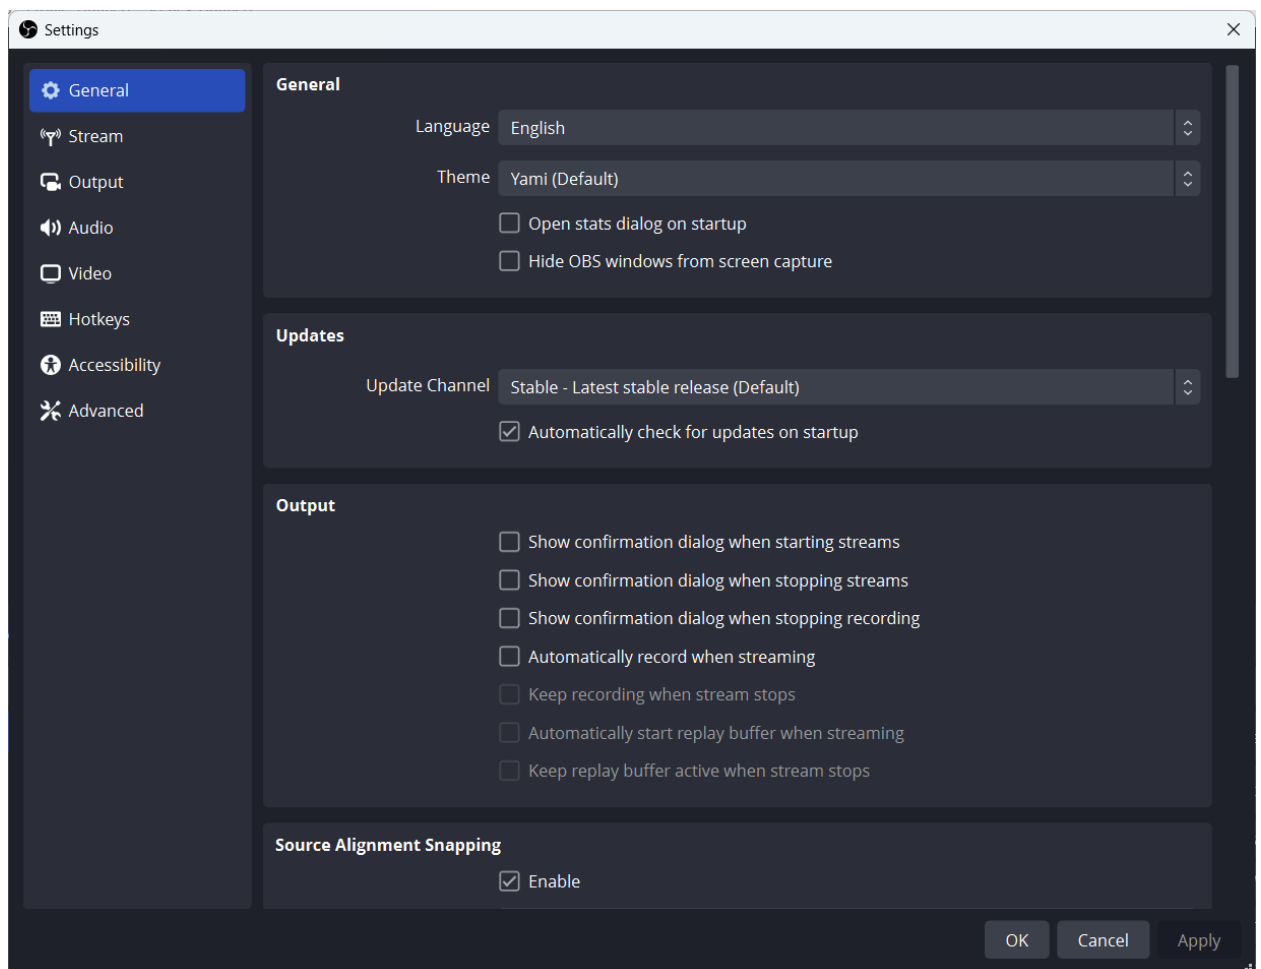 Settings
General
Stream
Output
Audio
Video
Hotkeys
Accessibility
Advanced
General
Language English
Theme Yami (Default)
Open stats dialog on startup
Hide OBS windows from screen capture
Updates
Update Channel Stable - Latest stable release (Default)
Automatically check for updates on startup
Output
Show confirmation dialog when starting streams
Show confirmation dialog when stopping streams
Show confirmation dialog when stopping recording
Automatically record when streaming
Keep recording when stream stops
Automatically start replay buffer when streaming
Keep replay buffer active when stream stops
Source Alignment Snapping
Enable
OK Cancel Apply